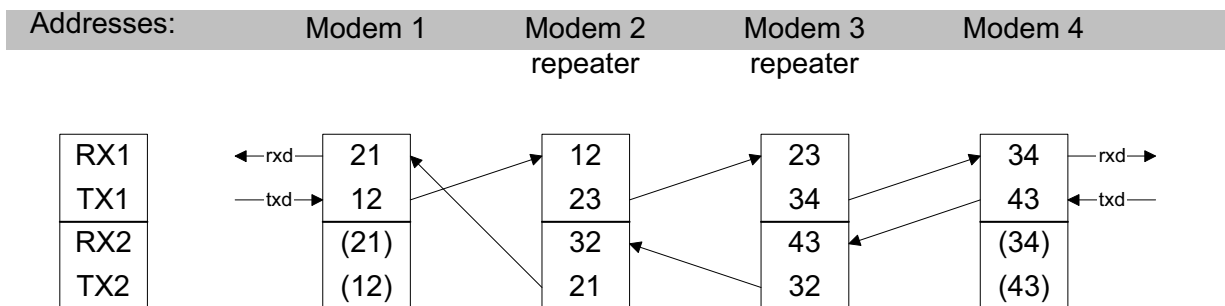 Addresses: Modem 1 Modem 2 Modem 3 Modem 4
repeater repeater
RX1 rxd 21 12 23 34 rxd
TX1 txd 12 23 34 43 txd
RX2 (21) 32 43 (34)
TX2 (12) 21 32 (43)